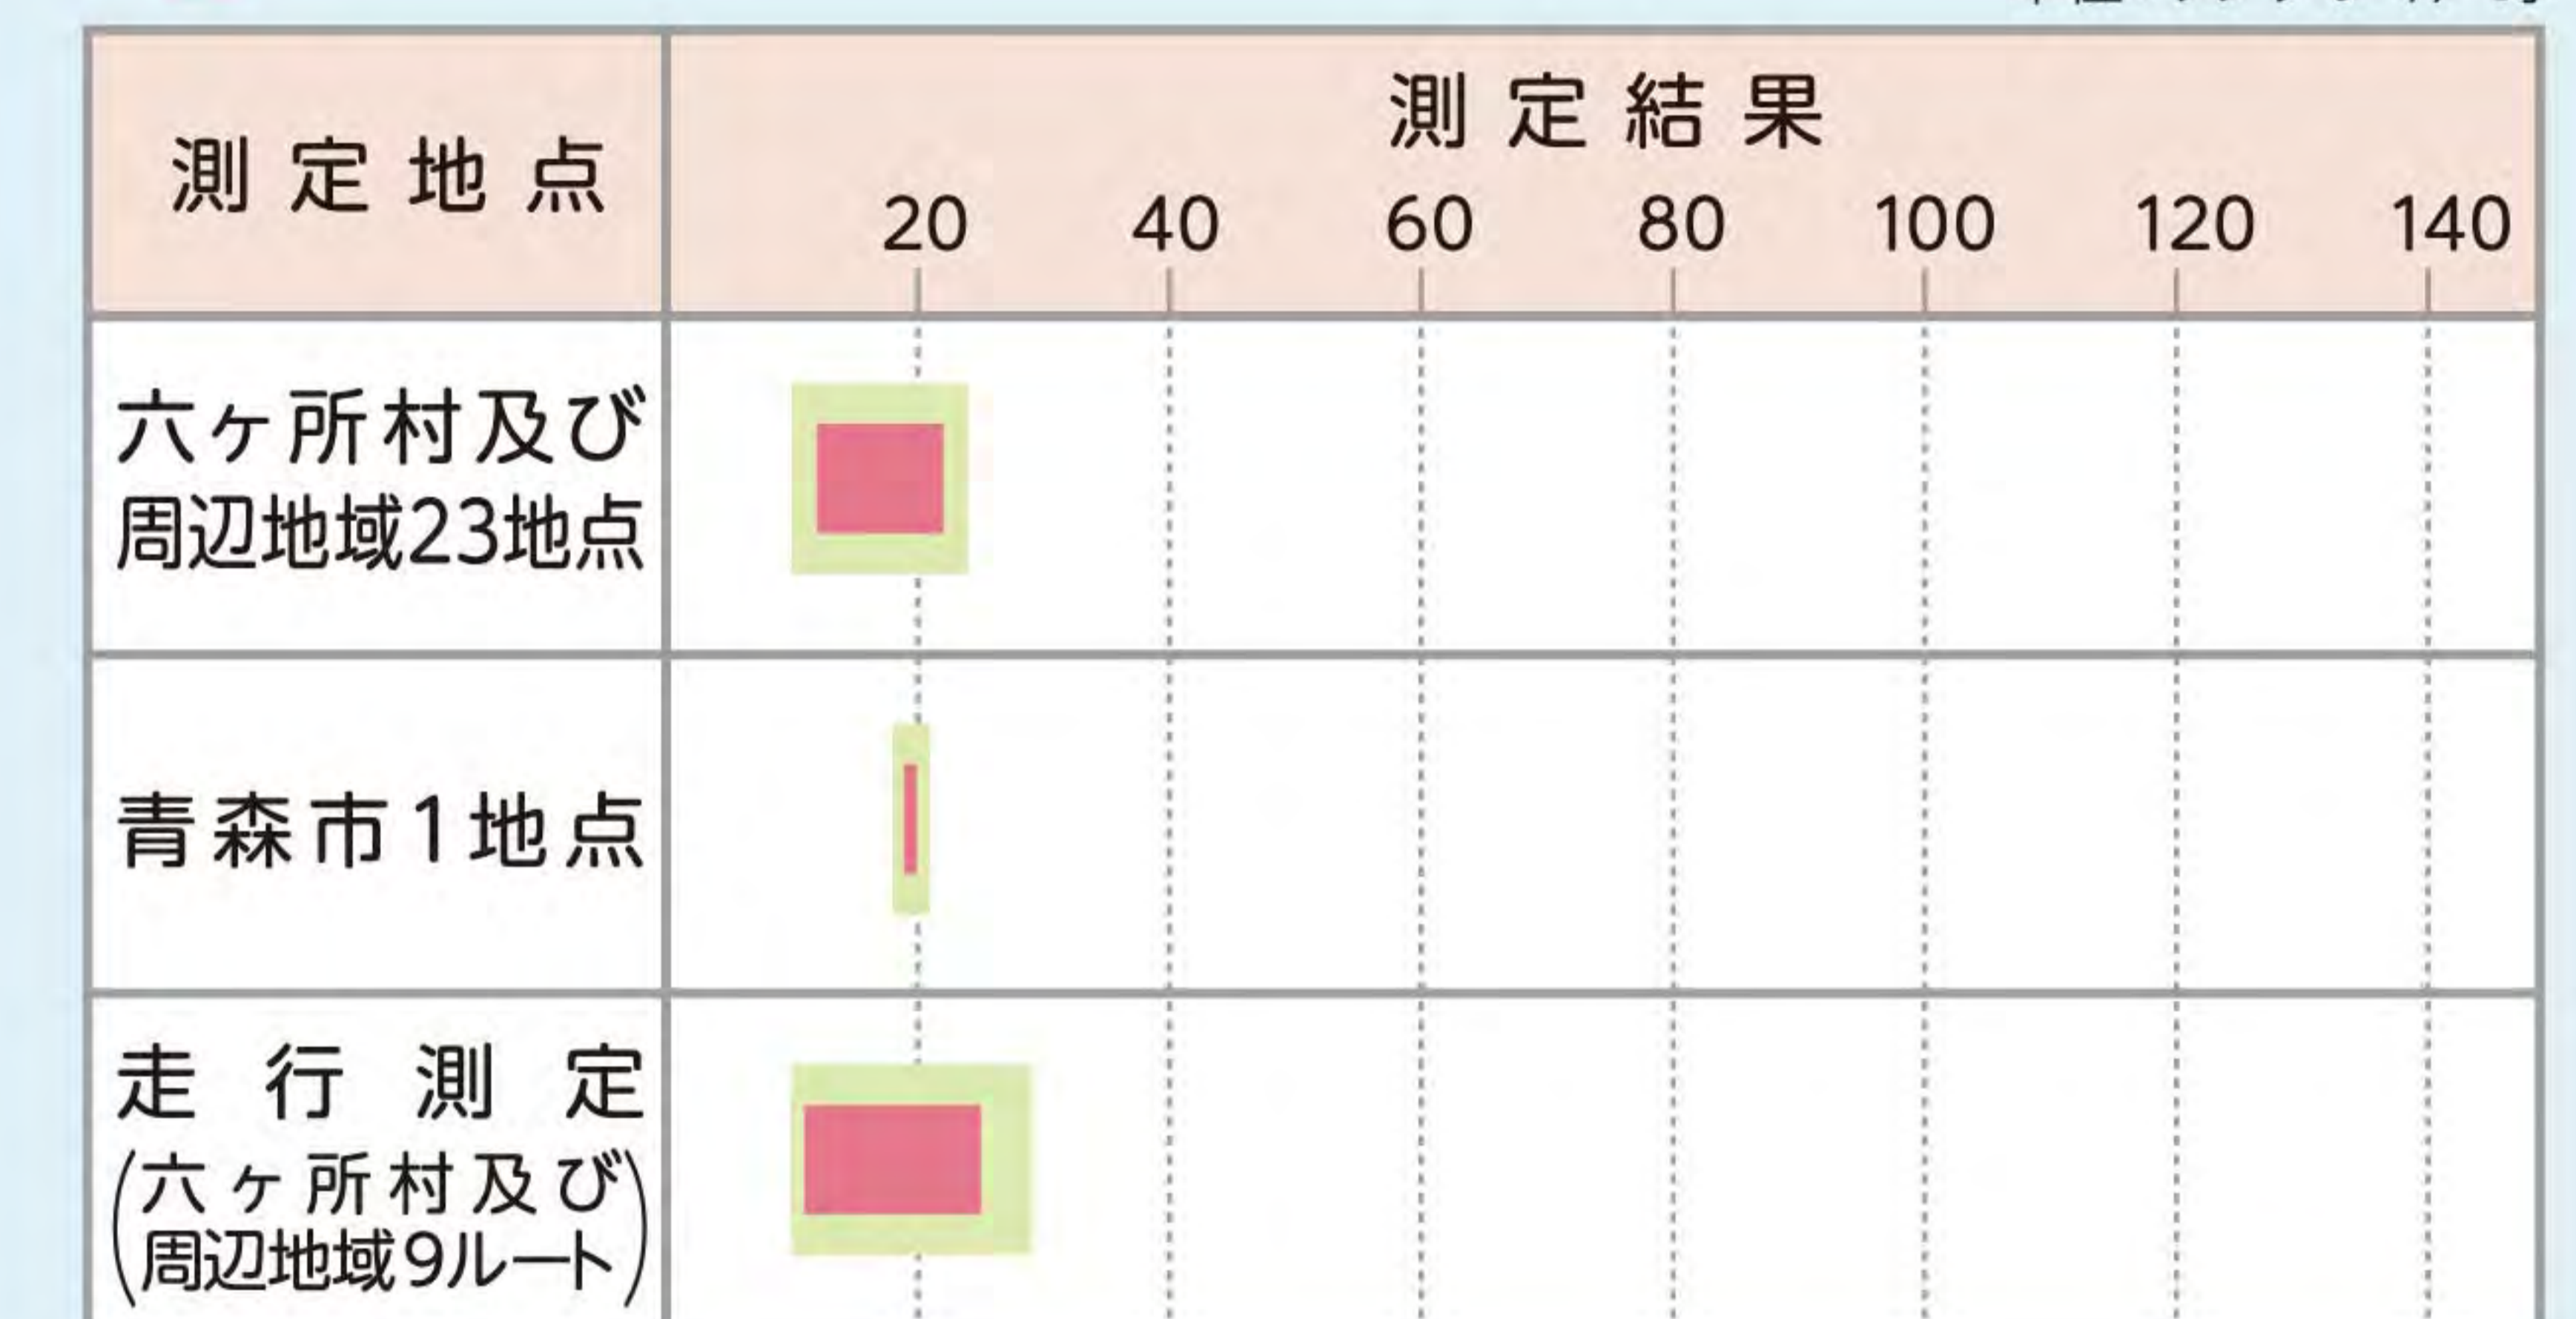 測定地点
測定結果
20 40 60 80 100 120 140
六ヶ所村及び
周辺地域23地点
青森市1地点
走行測定
(六ヶ所村及び
周辺地域9ルート)